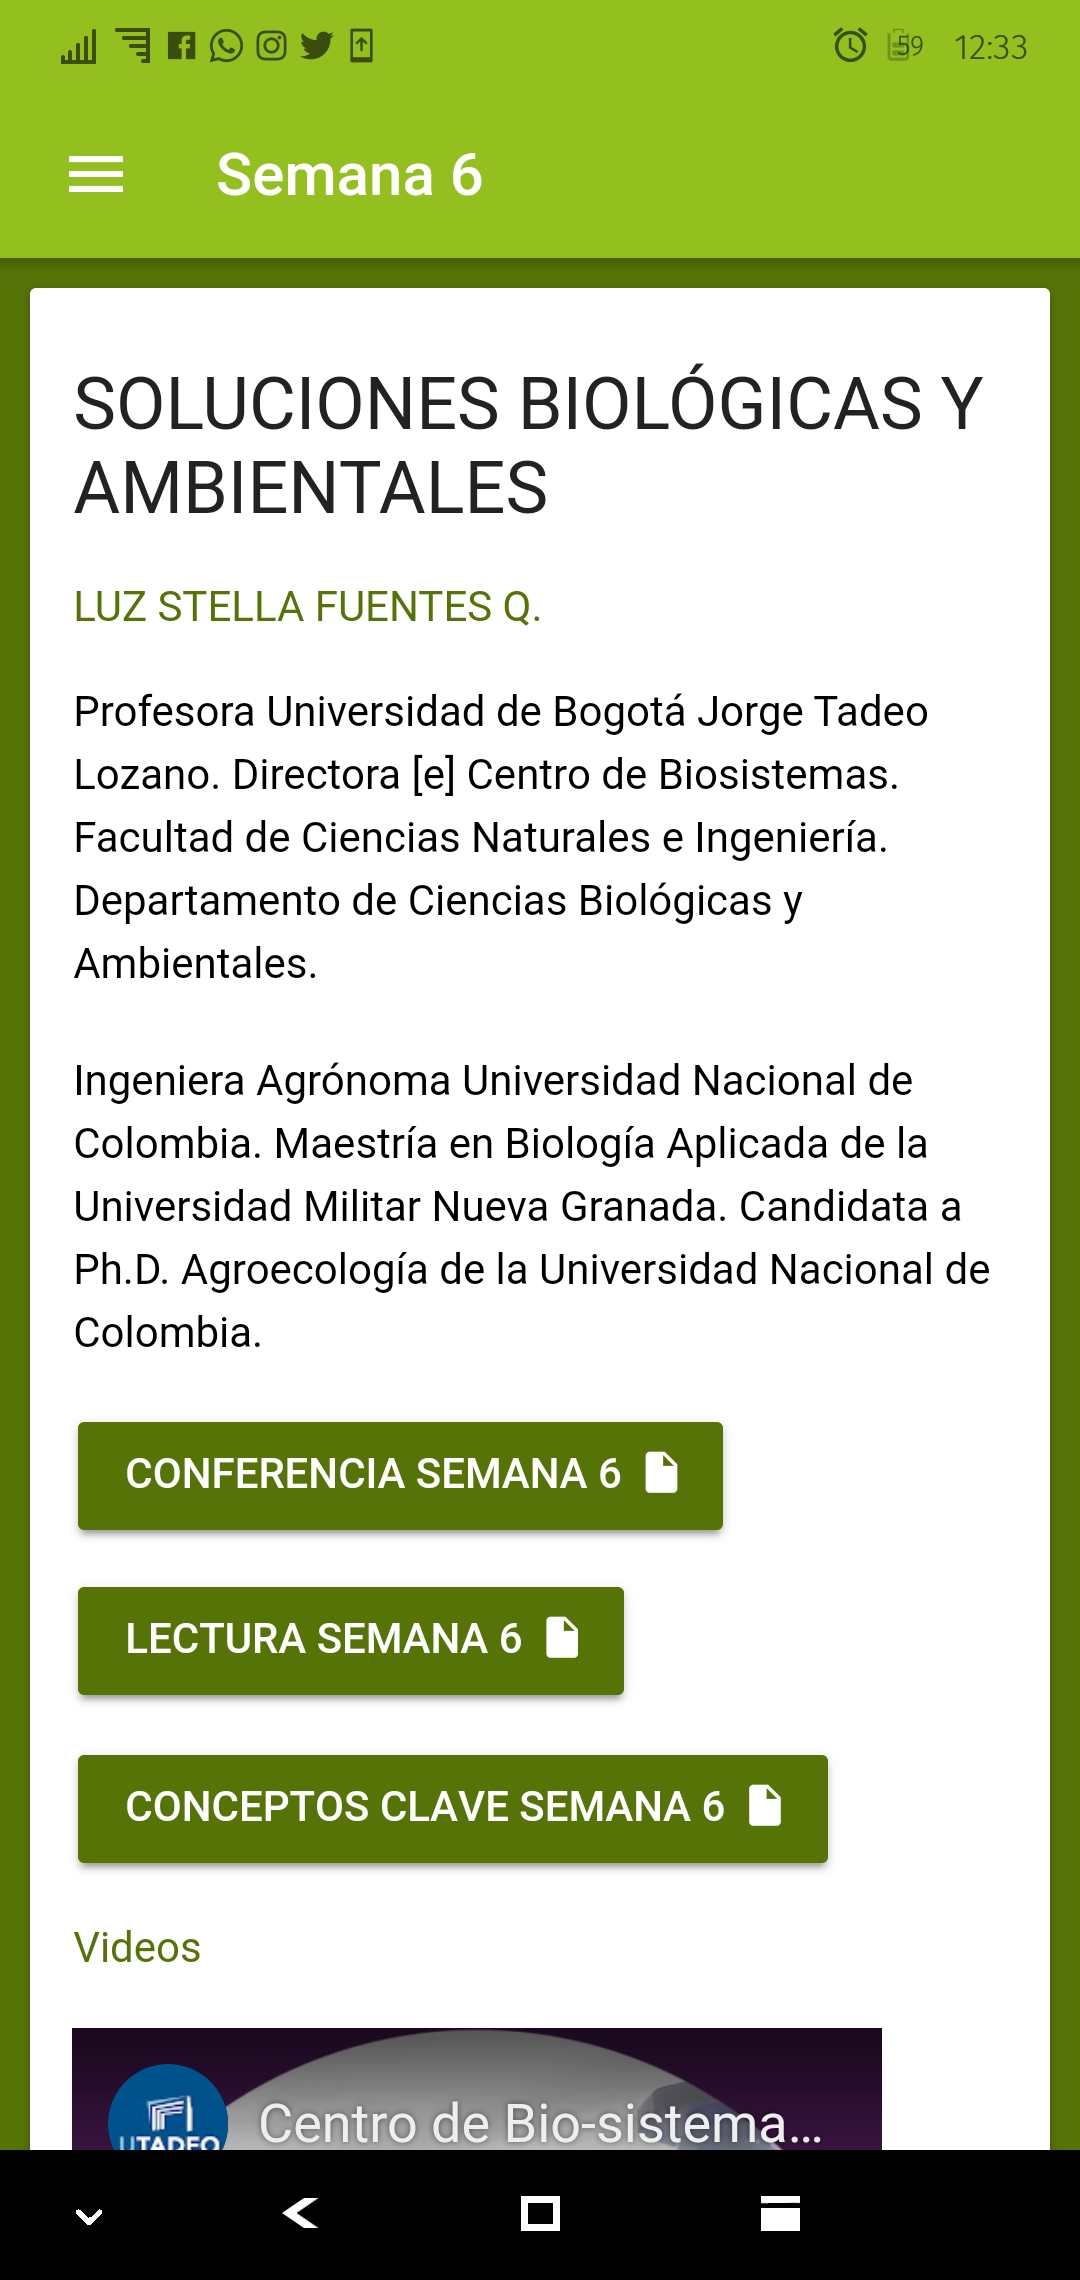 59 12:33
Semana 6
SOLUCIONES BIOLÓGICAS Y
AMBIENTALES
LUZ STELLA FUENTES Q.
Profesora Universidad de Bogotá Jorge Tadeo
Lozano. Directora [e] Centro de Biosistemas.
Facultad de Ciencias Naturales e Ingeniería.
Departamento de Ciencias Biológicas y
Ambientales.
Ingeniera Agrónoma Universidad Nacional de
Colombia. Maestría en Biología Aplicada de la
Universidad Militar Nueva Granada. Candidata a
Ph.D. Agroecología de la Universidad Nacional de
Colombia.
CONFERENCIA SEMANA 6
LECTURA SEMANA 6
CONCEPTOS CLAVE SEMANA 6
Videos
UTADEO
Centro de Bio-sistema...